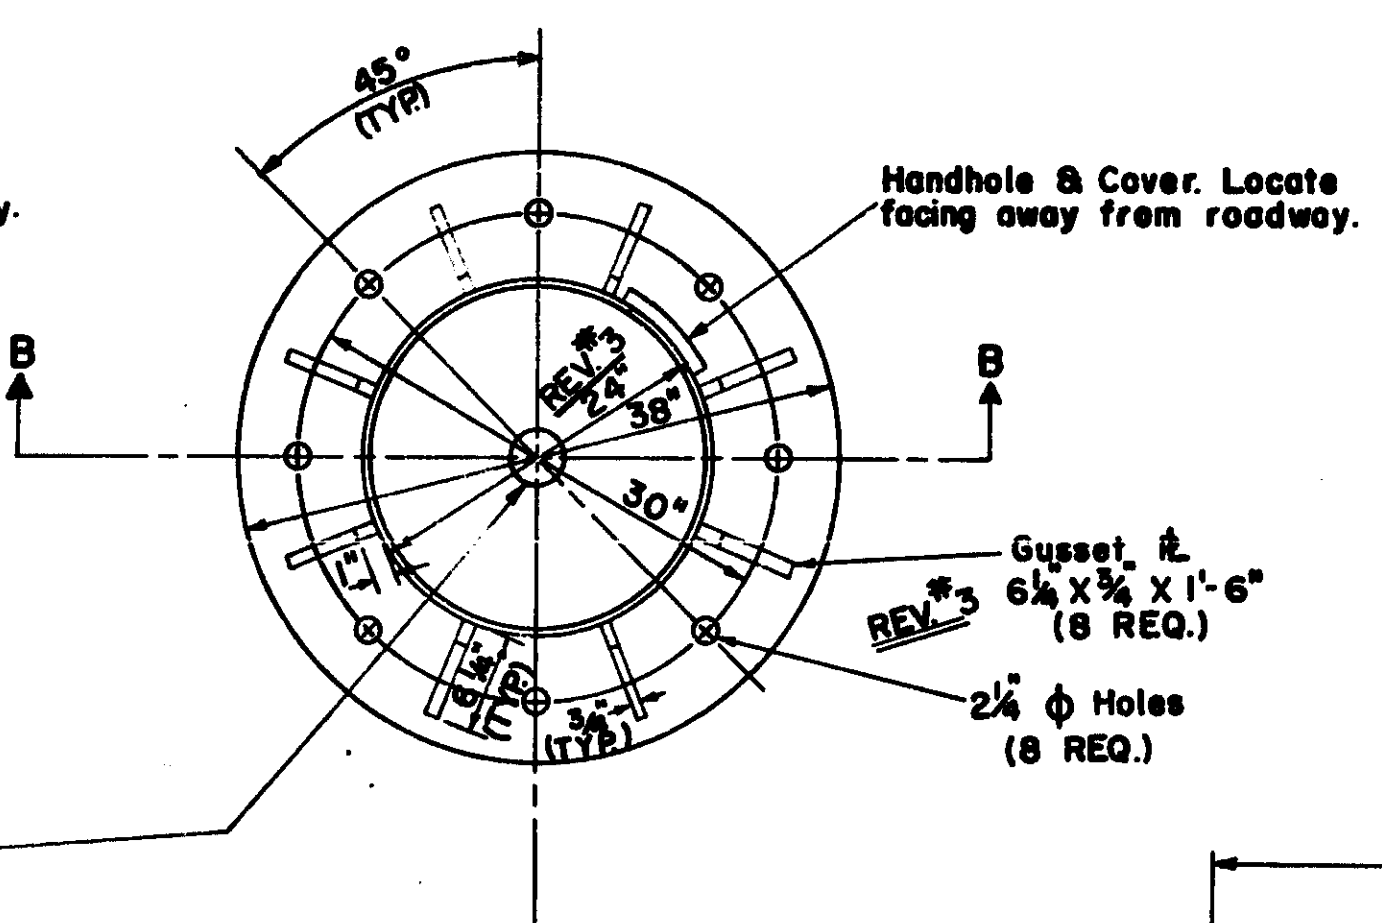 45°
(TYP.)
Handhole & Cover. Locate
facing away from roadway.
y.
B
B
REV.#3
24"
38"
30"
1"
Gusset ℄
6¼" X ¾" X 1'-6"
(8 REQ.)
REV.#3
2¼" ϕ Holes
(8 REQ.)
(TYP.)
¾"
(TYP.)